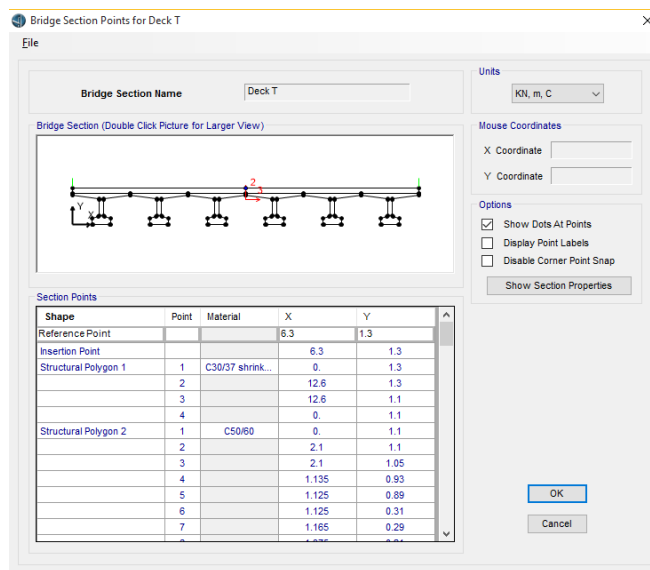 Bridge Section Points for Deck T
File
Bridge Section Name
Deck T
Units
KN, m, C
Bridge Section (Double Click Picture for Larger View)
2
3
Y
X
Mouse Coordinates
X Coordinate
Y Coordinate
Options
Show Dots At Points
Display Point Labels
Disable Corner Point Snap
Show Section Properties
Section Points
Shape Point Material X Y
Reference Point 6.3 1.3
Insertion Point 6.3 1.3
Structural Polygon 1 1 C30/37 shrink... 0. 1.3
2 12.6 1.3
3 12.6 1.1
4 0. 1.1
Structural Polygon 2 1 C50/60 0. 1.1
2 2.1 1.1
3 2.1 1.05
4 1.135 0.93
5 1.125 0.89
6 1.125 0.31
7 1.165 0.29
OK
Cancel